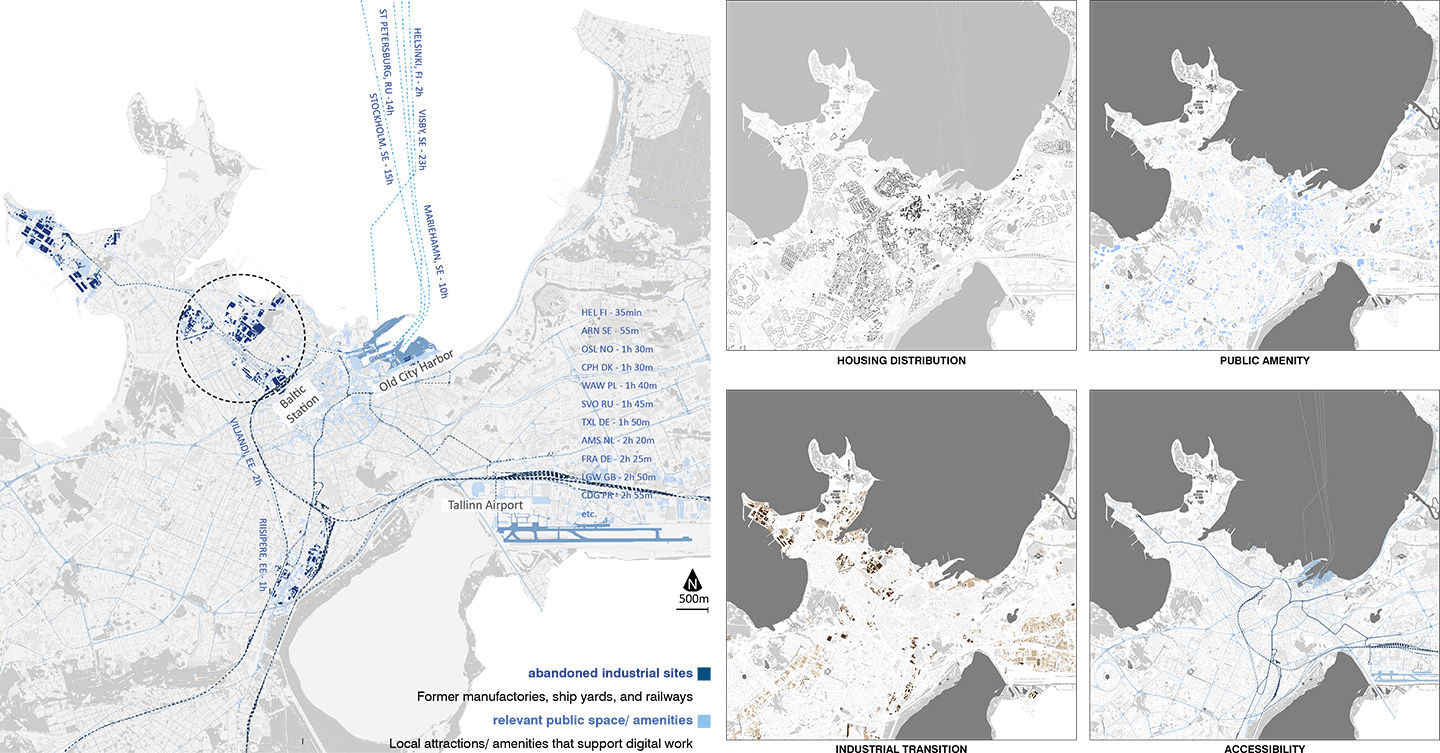 ST PETERSBURG, RU -14h
HELSINKI, FI - 2h
STOCKHOLM, SE - 15h
VISBY, SE - 23h
MARIEHAMN, SE - 10h
HEL FI - 35min
ARN SE - 55m
OSL NO - 1h 30m
CPH DK - 1h 30m
WAW PL - 1h 40m
SVO RU - 1h 45m
TXL DE - 1h 50m
AMS NL - 2h 20m
FRA DE - 2h 25m
LGW GB - 2h 50m
CDG FR - 2h 55m
etc.
Old City Harbor
Baltic
Station
VILJANDI, EE - 2h
RIISIPERE, EE - 1h
Tallinn Airport
N
500m
abandoned industrial sites
Former manufactories, ship yards, and railways
relevant public space/ amenities
Local attractions/ amenities that support digital work
HOUSING DISTRIBUTION
PUBLIC AMENITY
INDUSTRIAL TRANSITION
ACCESSIBILITY